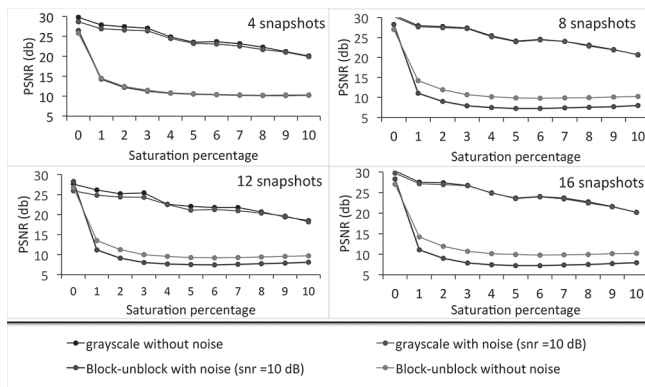 4 snapshots
PSNR (db)
30
25
20
15
10
5
0 1 2 3 4 5 6 7 8 9 10
Saturation percentage
8 snapshots
PSNR (db)
30
25
20
15
10
5
0 1 2 3 4 5 6 7 8 9 10
Saturation percentage
12 snapshots
PSNR (db)
30
25
20
15
10
5
0 1 2 3 4 5 6 7 8 9 10
Saturation percentage
16 snapshots
PSNR (db)
30
25
20
15
10
5
0 1 2 3 4 5 6 7 8 9 10
Saturation percentage
grayscale without noise
grayscale with noise (snr =10 dB)
Block-unblock with noise (snr =10 dB)
Block-unblock without noise